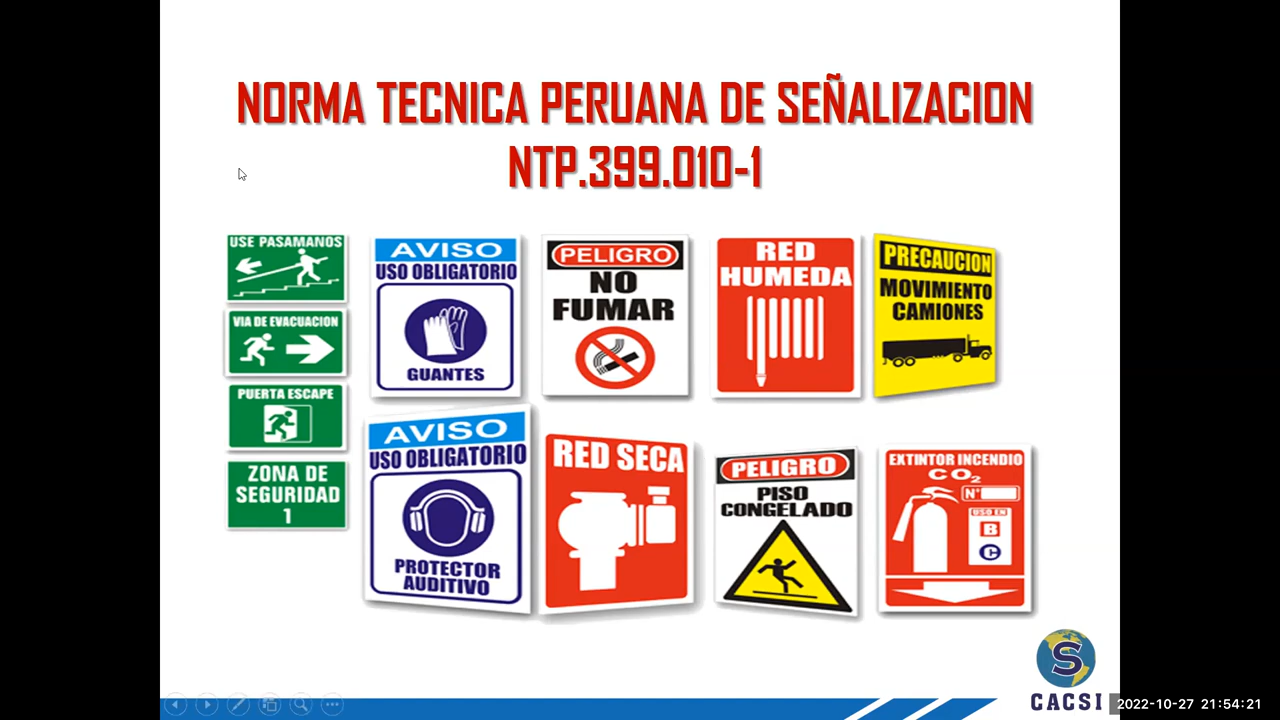 NORMA TECNICA PERUANA DE SEÑALIZACION
NTP.399.010-1
USE PASAMANOS
VIA DE EVACUACION
PUERTA ESCAPE
ZONA DE
SEGURIDAD
1
AVISO
USO OBLIGATORIO
GUANTES
PELIGRO
NO
FUMAR
RED
HUMEDA
PRECAUCION
MOVIMIENTO
CAMIONES
AVISO
USO OBLIGATORIO
PROTECTOR
AUDITIVO
RED SECA
PELIGRO
PISO
CONGELADO
EXTINTOR INCENDIO
CO2
N°
USO EN
B
C
S
CACSI
2022-10-27 21:54:21